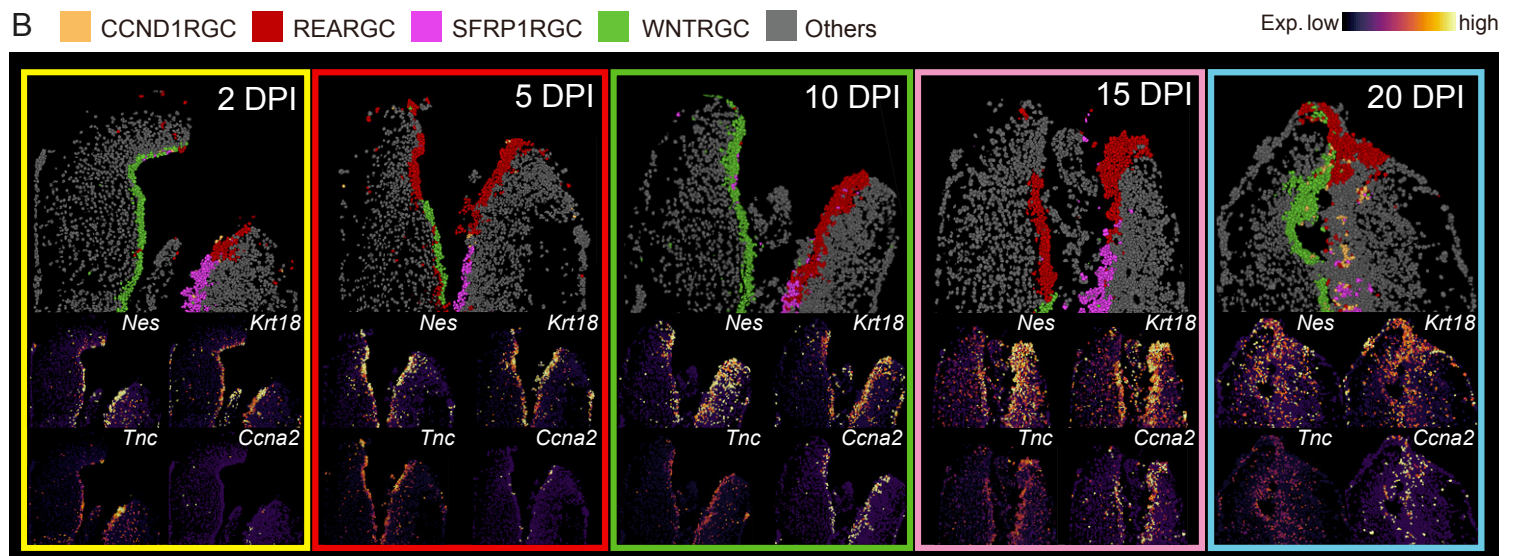 B CCND1RGC REARGC SFRP1RGC WNTRGC Others Exp. low high
2 DPI 5 DPI 10 DPI 15 DPI 20 DPI
Nes Krt18 Nes Krt18 Nes Krt18 Nes Krt18 Nes Krt18
Tnc Ccna2 Tnc Ccna2 Tnc Ccna2 Tnc Ccna2 Tnc Ccna2